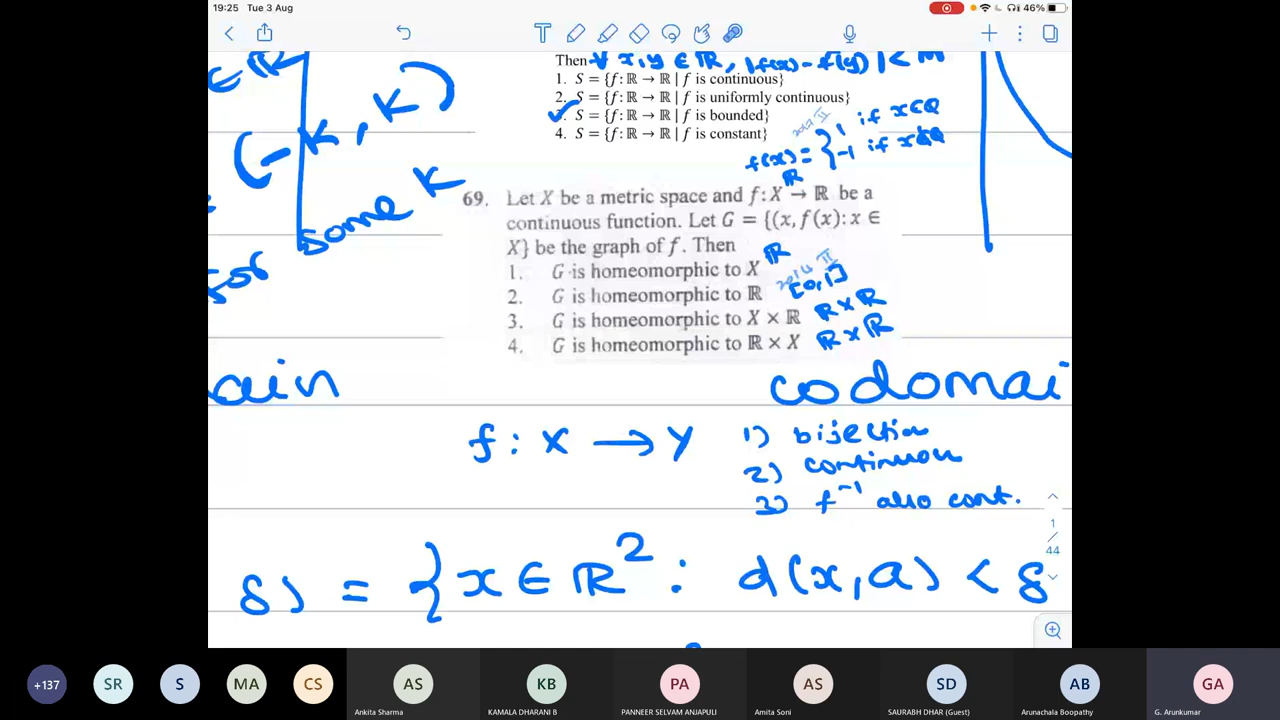 19:25 Tue 3 Aug
46%
∈ ℝ
Then ∀ x,y ∈ ℝ, |f(x) - f(y)| < M
1. S = {f: ℝ → ℝ | f is continuous}
2. S = {f: ℝ → ℝ | f is uniformly continuous}
S = {f: ℝ → ℝ | f is bounded}
4. S = {f: ℝ → ℝ | f is constant}
(-K, K)
for some K
f(x) = { 1 if x∈Q
-1 if x∉Q
ℝ
69. Let X be a metric space and f: X → ℝ be a
continuous function. Let G = {(x, f(x): x ∈
X} be the graph of f. Then
1. G is homeomorphic to X ℝ
2. G is homeomorphic to ℝ [0,1]
3. G is homeomorphic to X × ℝ ℝ×ℝ
4. G is homeomorphic to ℝ × X ℝ×ℝ
ain codomai
f : X → Y 1) bijection
2) continuous
3) f⁻¹ also cont.
1
/
44
δ) = { x ∈ ℝ² : d(x,a) < δ
+137 SR S MA CS AS KB PA AS SD AB GA
Ankita Sharma KAMALA DHARANI B PANNEER SELVAM ANJAPULI Amita Soni SAURABH DHAR (Guest) Arunachala Boopathy G. Arunkumar